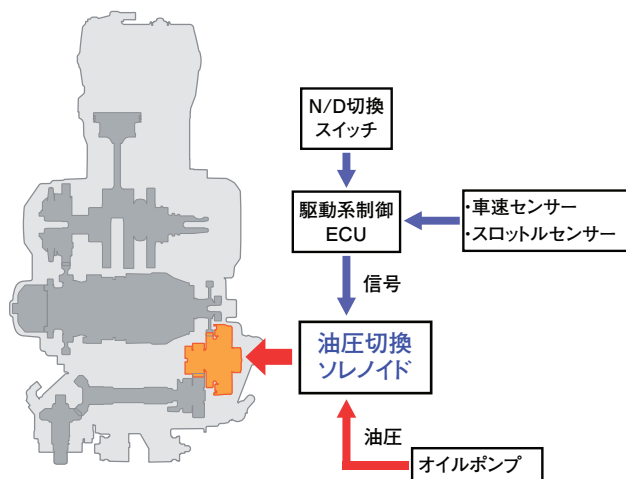 N/D切換
スイッチ
駆動系制御
ECU
・車速センサー
・スロットルセンサー
信号
油圧切換
ソレノイド
油圧
オイルポンプ